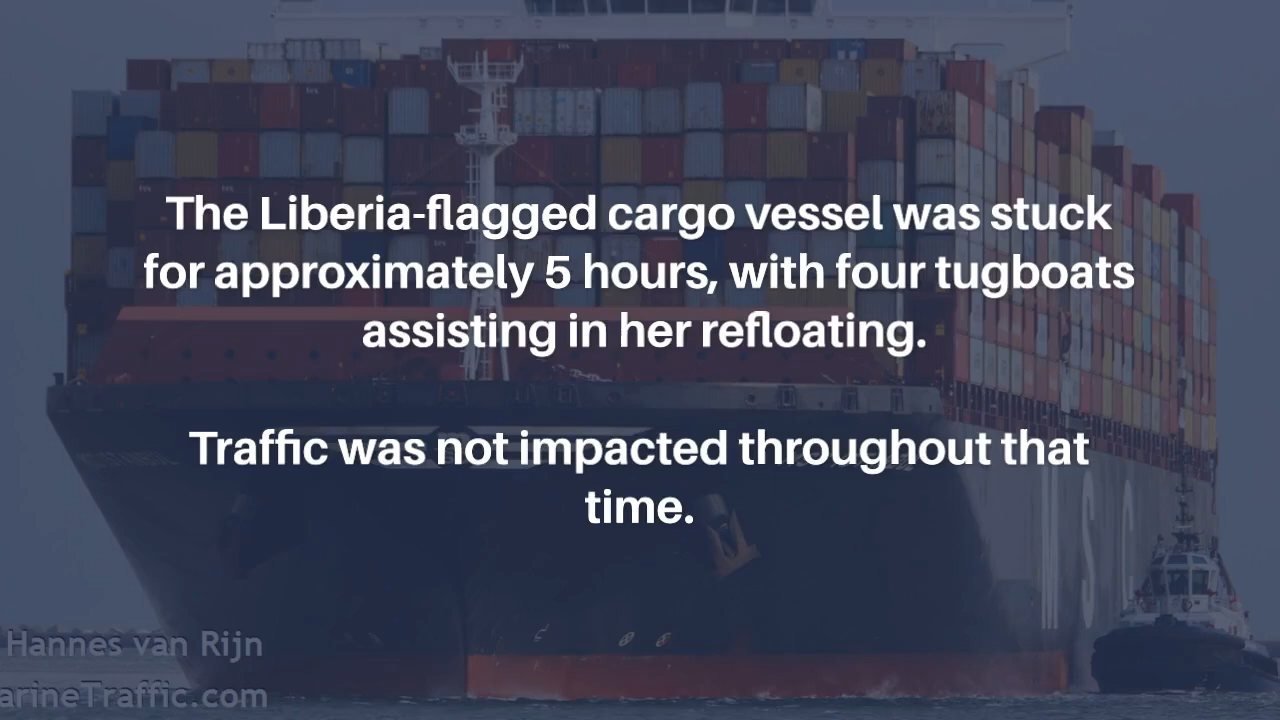 The Liberia-flagged cargo vessel was stuck
for approximately 5 hours, with four tugboats
assisting in her refloating.
Traffic was not impacted throughout that
time.
M S C
Hannes van Rijn
arineTraffic.com